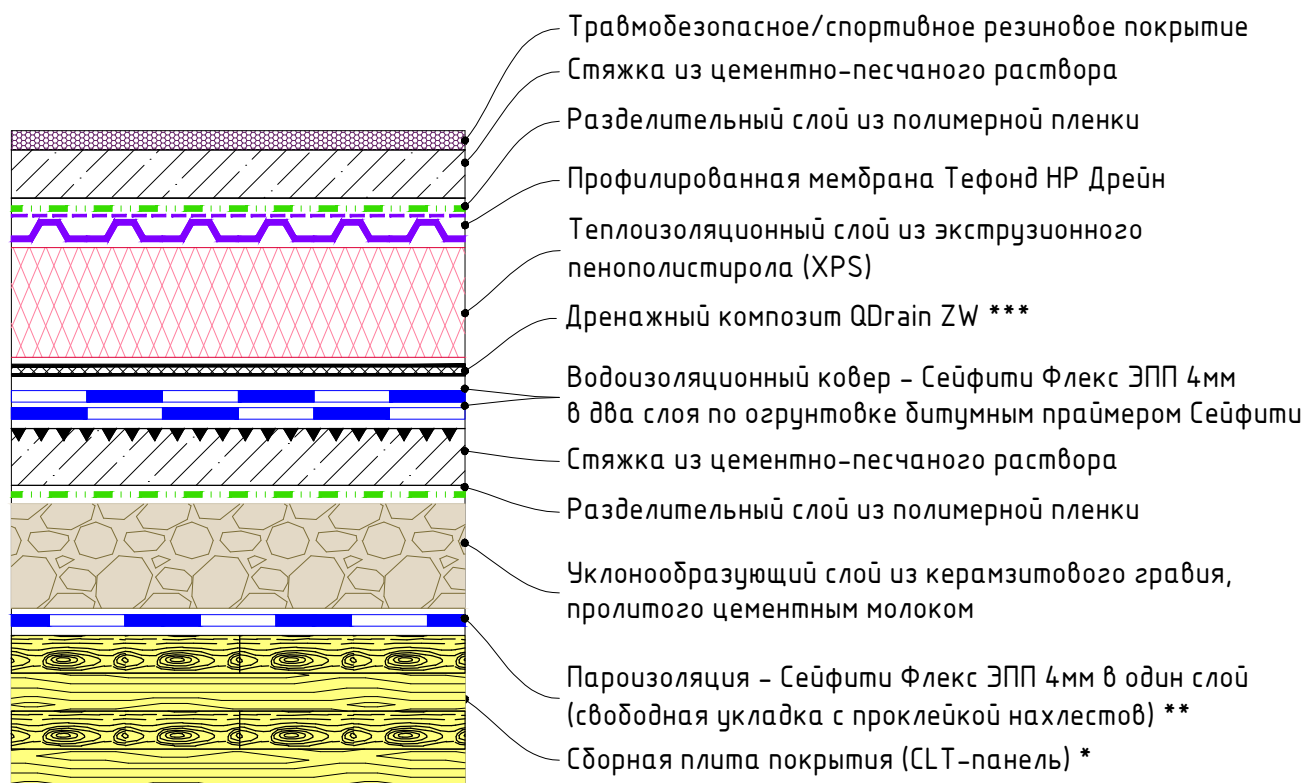 Травмобезопасное/спортивное резиновое покрытие
Стяжка из цементно-песчаного раствора
Разделительный слой из полимерной пленки
Профилированная мембрана Тефонд НР Дрейн
Теплоизоляционный слой из экструзионного
пенополистирола (XPS)
Дренажный композит QDrain ZW ***
Водоизоляционный ковер - Сейфити Флекс ЭПП 4мм
в два слоя по огрунтовке битумным праймером Сейфити
Стяжка из цементно-песчаного раствора
Разделительный слой из полимерной пленки
Уклонообразующий слой из керамзитового гравия,
пролитого цементным молоком
Пароизоляция - Сейфити Флекс ЭПП 4мм в один слой
(свободная укладка с проклейкой нахлестов) **
Сборная плита покрытия (CLT-панель) *